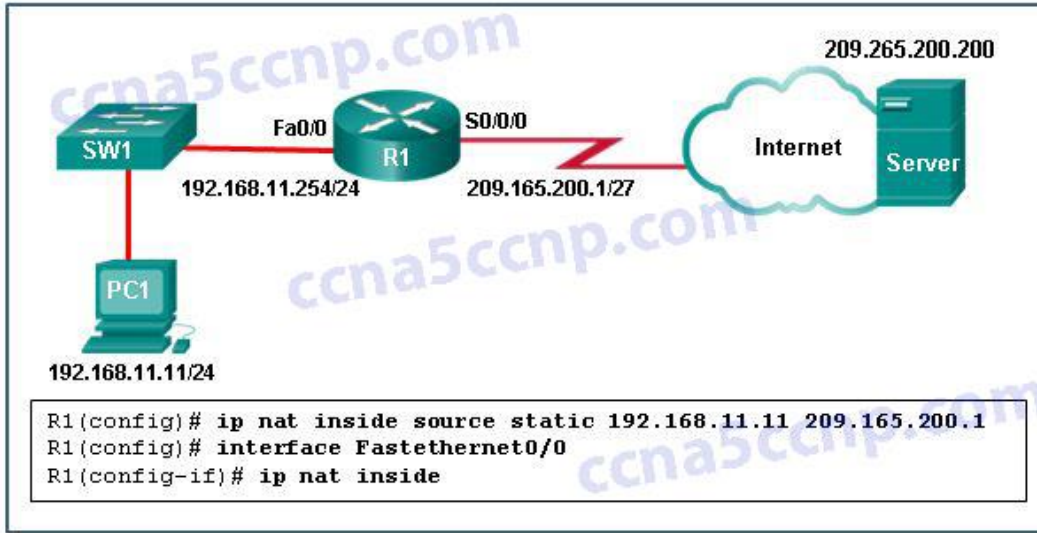 209.265.200.200
ccna5ccnp.com
Fa0/0
S0/0/0
SW1
R1
Internet
Server
192.168.11.254/24
209.165.200.1/27
ccna5ccnp.com
PC1
192.168.11.11/24
ccna5ccnp.com
R1(config)# ip nat inside source static 192.168.11.11 209.165.200.1
R1(config)# interface Fastethernet0/0
R1(config-if)# ip nat inside